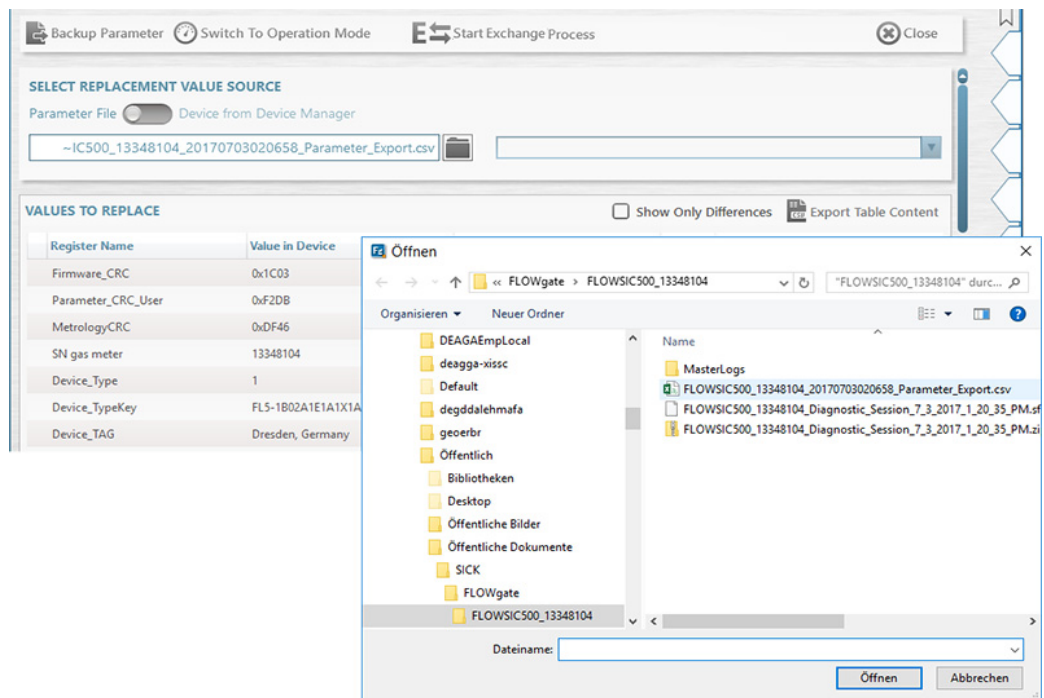 Backup Parameter Switch To Operation Mode E Start Exchange Process Close
SELECT REPLACEMENT VALUE SOURCE
Parameter File Device from Device Manager
~IC500_13348104_20170703020658_Parameter_Export.csv
VALUES TO REPLACE Show Only Differences Export Table Content
Register Name Value in Device
Firmware_CRC 0x1C03
Parameter_CRC_User 0xF2DB
MetrologyCRC 0xDF46
SN gas meter 13348104
Device_Type 1
Device_TypeKey FL5-1B02A1E1A1X1A
Device_TAG Dresden, Germany
Öffnen
« FLOWgate › FLOWSIC500_13348104 "FLOWSIC500_13348104" durc...
Organisieren Neuer Ordner
DEAGAEmpLocal
deagga-xissc
Default
degddalehmafa
geoerbr
Öffentlich
Bibliotheken
Desktop
Öffentliche Bilder
Öffentliche Dokumente
SICK
FLOWgate
FLOWSIC500_13348104
Name
MasterLogs
FLOWSIC500_13348104_20170703020658_Parameter_Export.csv
FLOWSIC500_13348104_Diagnostic_Session_7_3_2017_1_20_35_PM.sf
FLOWSIC500_13348104_Diagnostic_Session_7_3_2017_1_20_35_PM.zi
Dateiname:
Öffnen Abbrechen